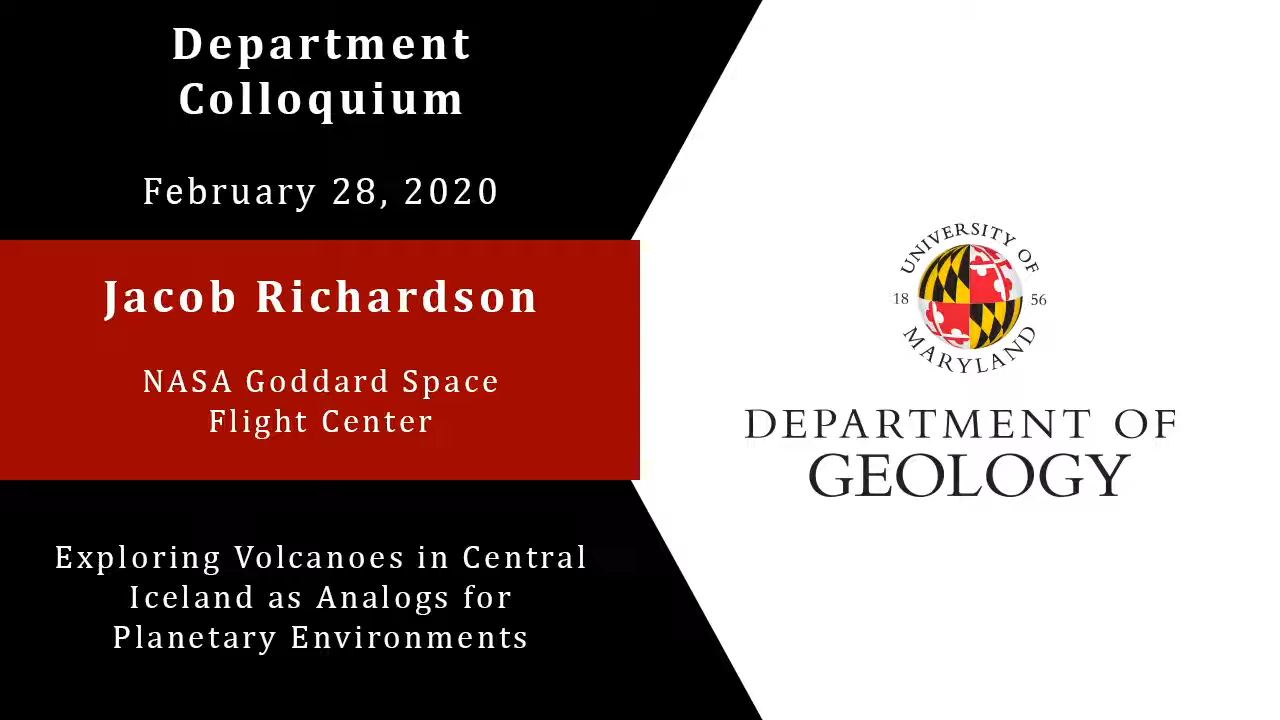 Department
Colloquium
February 28, 2020
Jacob Richardson
NASA Goddard Space
Flight Center
Exploring Volcanoes in Central
Iceland as Analogs for
Planetary Environments
UNIVERSITY OF
18 56
MARYLAND
DEPARTMENT OF
GEOLOGY